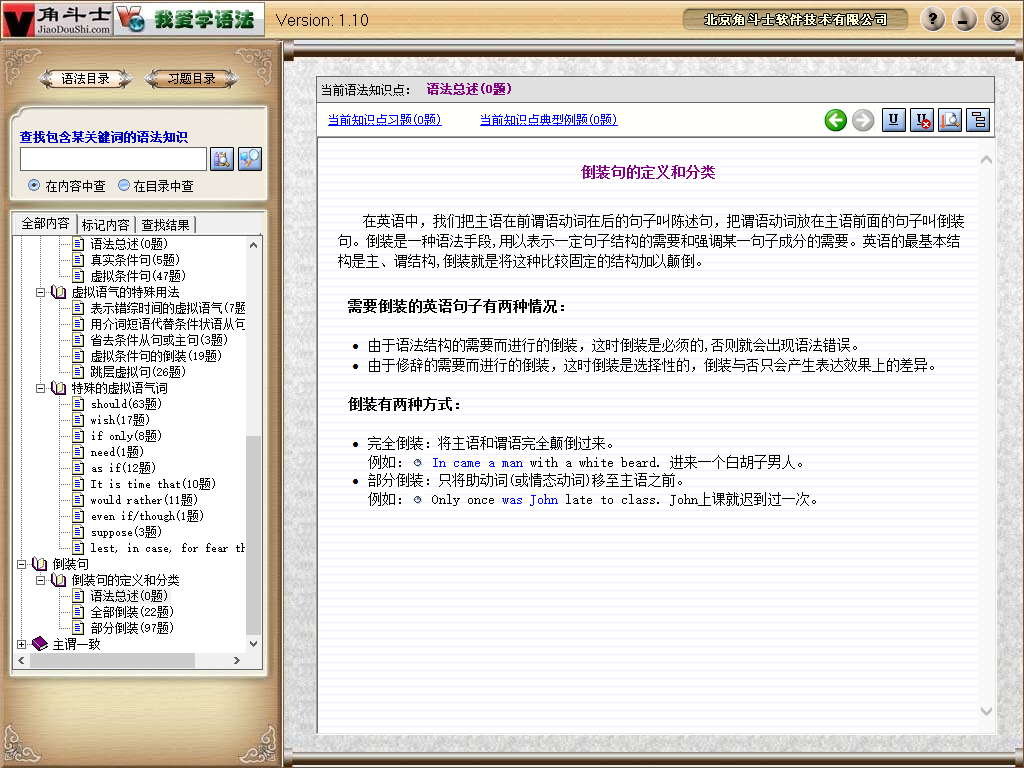 角斗士
JiaoDouShi.com
我爱学语法
Version: 1.10
北京角斗士软件技术有限公司
?
语法目录
习题目录
查找包含某关键词的语法知识
在内容中查
在目录中查
全部内容
标记内容
查找结果
语法总述(0题)
真实条件句(5题)
虚拟条件句(47题)
虚拟语气的特殊用法
表示错综时间的虚拟语气(7题
用介词短语代替条件状语从句
省去条件从句或主句(3题)
虚拟条件句的倒装(19题)
跳层虚拟句(26题)
特殊的虚拟语气词
should(63题)
wish(17题)
if only(8题)
need(1题)
as if(12题)
It is time that(10题)
would rather(11题)
even if/though(1题)
suppose(3题)
lest, in case, for fear th
倒装句
倒装句的定义和分类
语法总述(0题)
全部倒装(22题)
部分倒装(97题)
主谓一致
当前语法知识点：
语法总述(0题)
当前知识点习题(0题)
当前知识点典型例题(0题)
U
U
倒装句的定义和分类
在英语中，我们把主语在前谓语动词在后的句子叫陈述句，把谓语动词放在主语前面的句子叫倒装
句。倒装是一种语法手段,用以表示一定句子结构的需要和强调某一句子成分的需要。英语的最基本结
构是主、谓结构,倒装就是将这种比较固定的结构加以颠倒。
需要倒装的英语句子有两种情况：
由于语法结构的需要而进行的倒装，这时倒装是必须的,否则就会出现语法错误。
由于修辞的需要而进行的倒装，这时倒装是选择性的，倒装与否只会产生表达效果上的差异。
倒装有两种方式：
完全倒装：将主语和谓语完全颠倒过来。
例如： In came a man with a white beard. 进来一个白胡子男人。
部分倒装：只将助动词(或情态动词)移至主语之前。
例如： Only once was John late to class. John上课就迟到过一次。